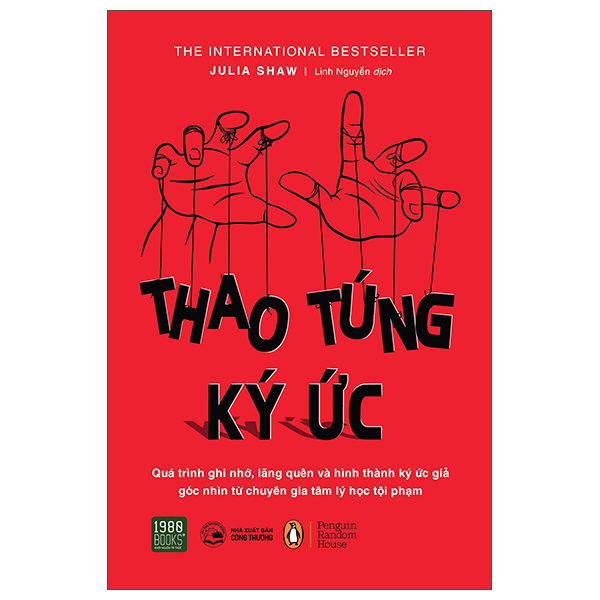 THE INTERNATIONAL BESTSELLER
JULIA SHAW | Linh Nguyễn dịch
THAO TÚNG
KÝ ỨC
Quá trình ghi nhớ, lãng quên và hình thành ký ức giả
góc nhìn từ chuyên gia tâm lý học tội phạm
1980
BOOKS
NHÀ XUẤT BẢN
CÔNG THƯƠNG
Penguin
Random
House